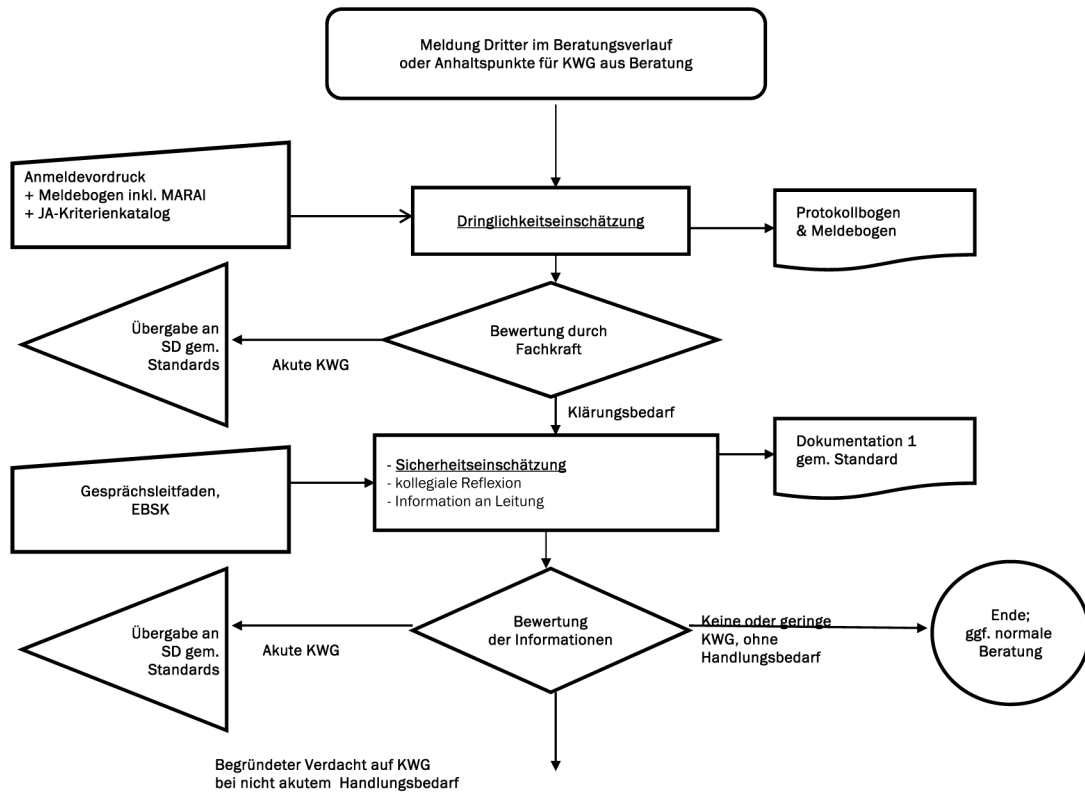 Meldung Dritter im Beratungsverlauf
oder Anhaltspunkte für KWG aus Beratung
Anmeldevordruck
+ Meldebogen inkl. MARAI
+ JA-Kriterienkatalog
Dringlichkeitseinschätzung
Protokollbogen
& Meldebogen
Übergabe an
SD gem.
Standards
Akute KWG
Bewertung durch
Fachkraft
Klärungsbedarf
Gesprächsleitfaden,
EBSK
- Sicherheitseinschätzung
- kollegiale Reflexion
- Information an Leitung
Dokumentation 1
gem. Standard
Übergabe an
SD gem.
Standards
Akute KWG
Bewertung
der Informationen
Keine oder geringe
KWG, ohne
Handlungsbedarf
Ende;
ggf. normale
Beratung
Begründeter Verdacht auf KWG
bei nicht akutem Handlungsbedarf